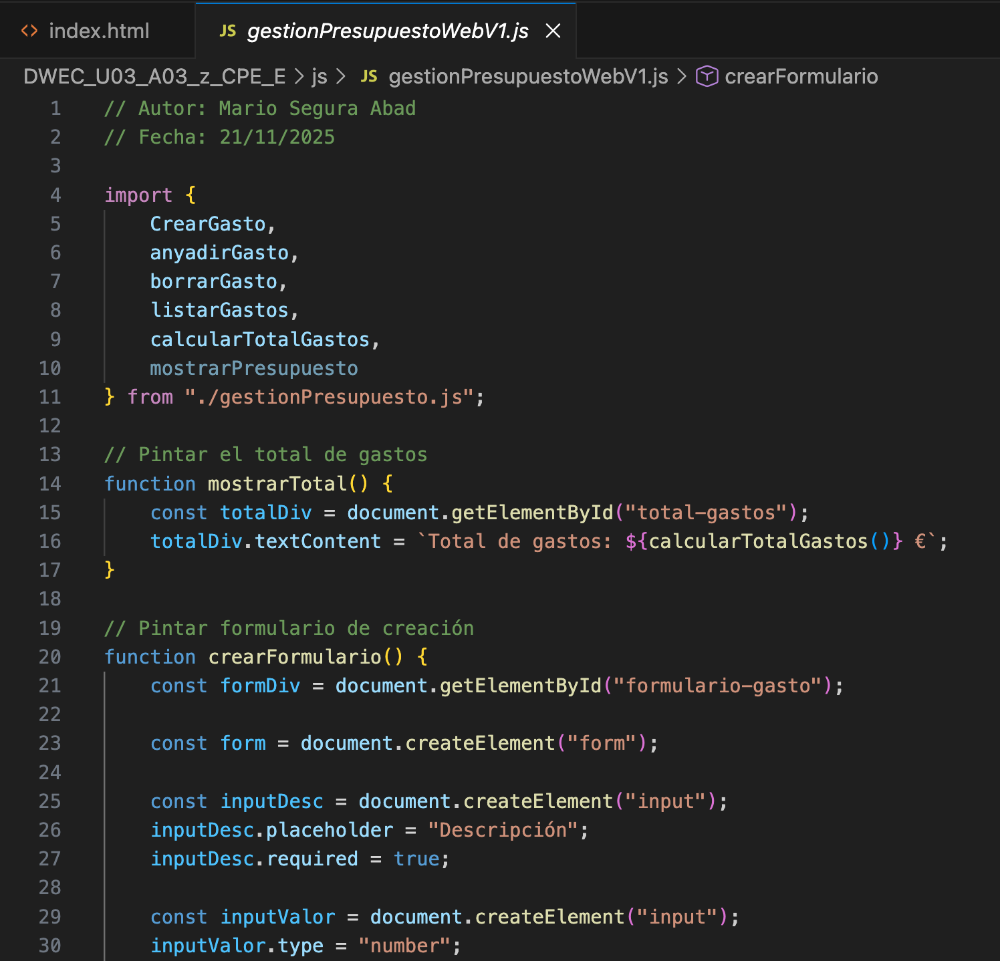 index.html
JS gestionPresupuestoWebV1.js
DWEC_U03_A03_z_CPE_E > js > JS gestionPresupuestoWebV1.js > crearFormulario
1 // Autor: Mario Segura Abad
2 // Fecha: 21/11/2025
3
4 import {
5     CrearGasto,
6     anyadirGasto,
7     borrarGasto,
8     listarGastos,
9     calcularTotalGastos,
10     mostrarPresupuesto
11 } from "./gestionPresupuesto.js";
12
13 // Pintar el total de gastos
14 function mostrarTotal() {
15     const totalDiv = document.getElementById("total-gastos");
16     totalDiv.textContent = `Total de gastos: ${calcularTotalGastos()} €`;
17 }
18
19 // Pintar formulario de creación
20 function crearFormulario() {
21     const formDiv = document.getElementById("formulario-gasto");
22
23     const form = document.createElement("form");
24
25     const inputDesc = document.createElement("input");
26     inputDesc.placeholder = "Descripción";
27     inputDesc.required = true;
28
29     const inputValor = document.createElement("input");
30     inputValor.type = "number";